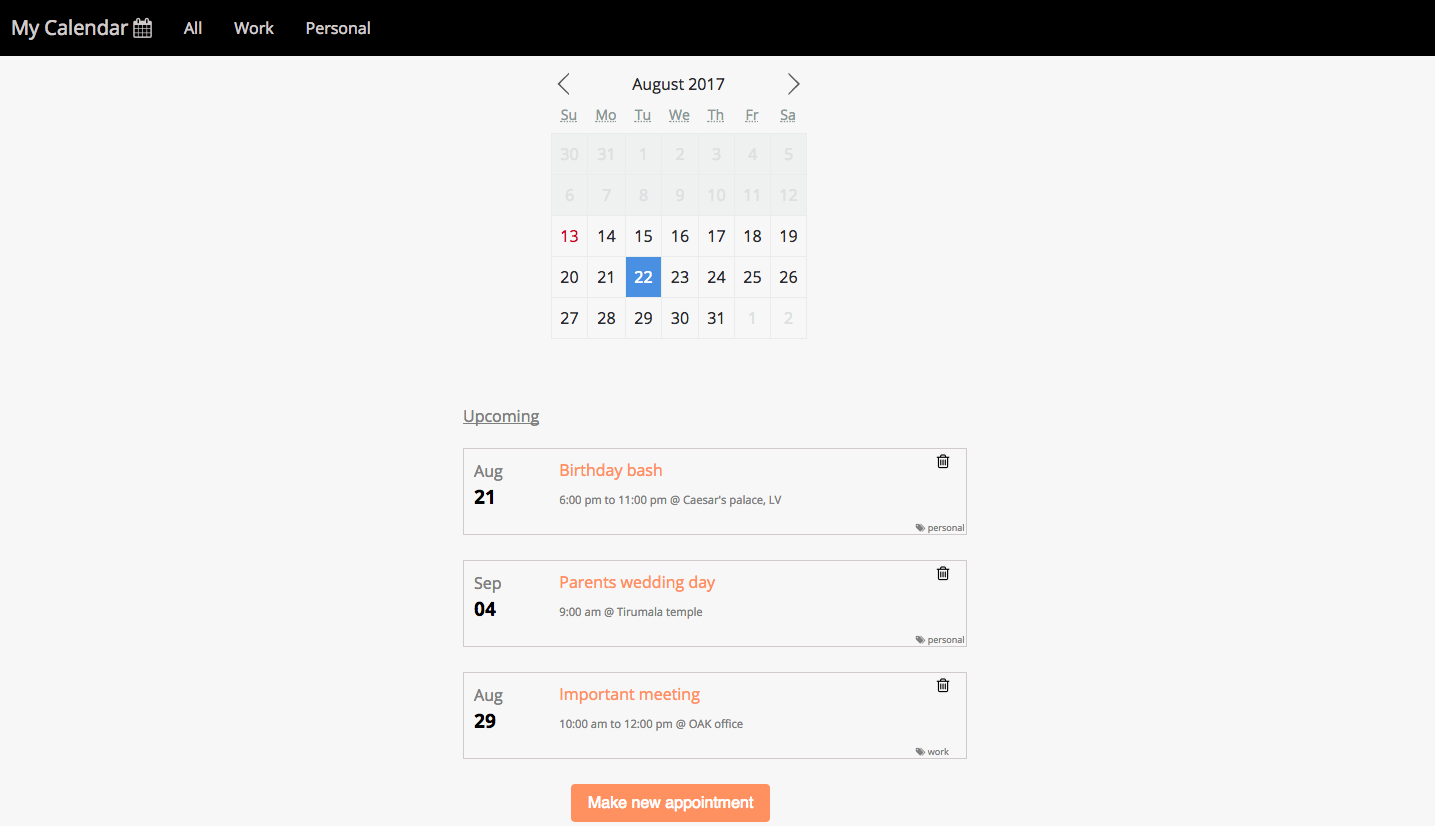 My Calendar All Work Personal
August 2017
Su Mo Tu We Th Fr Sa
30 31 1 2 3 4 5
6 7 8 9 10 11 12
13 14 15 16 17 18 19
20 21 22 23 24 25 26
27 28 29 30 31 1 2
Upcoming
Aug
21
Birthday bash
6:00 pm to 11:00 pm @ Caesar's palace, LV
personal
Sep
04
Parents wedding day
9:00 am @ Tirumala temple
personal
Aug
29
Important meeting
10:00 am to 12:00 pm @ OAK office
work
Make new appointment